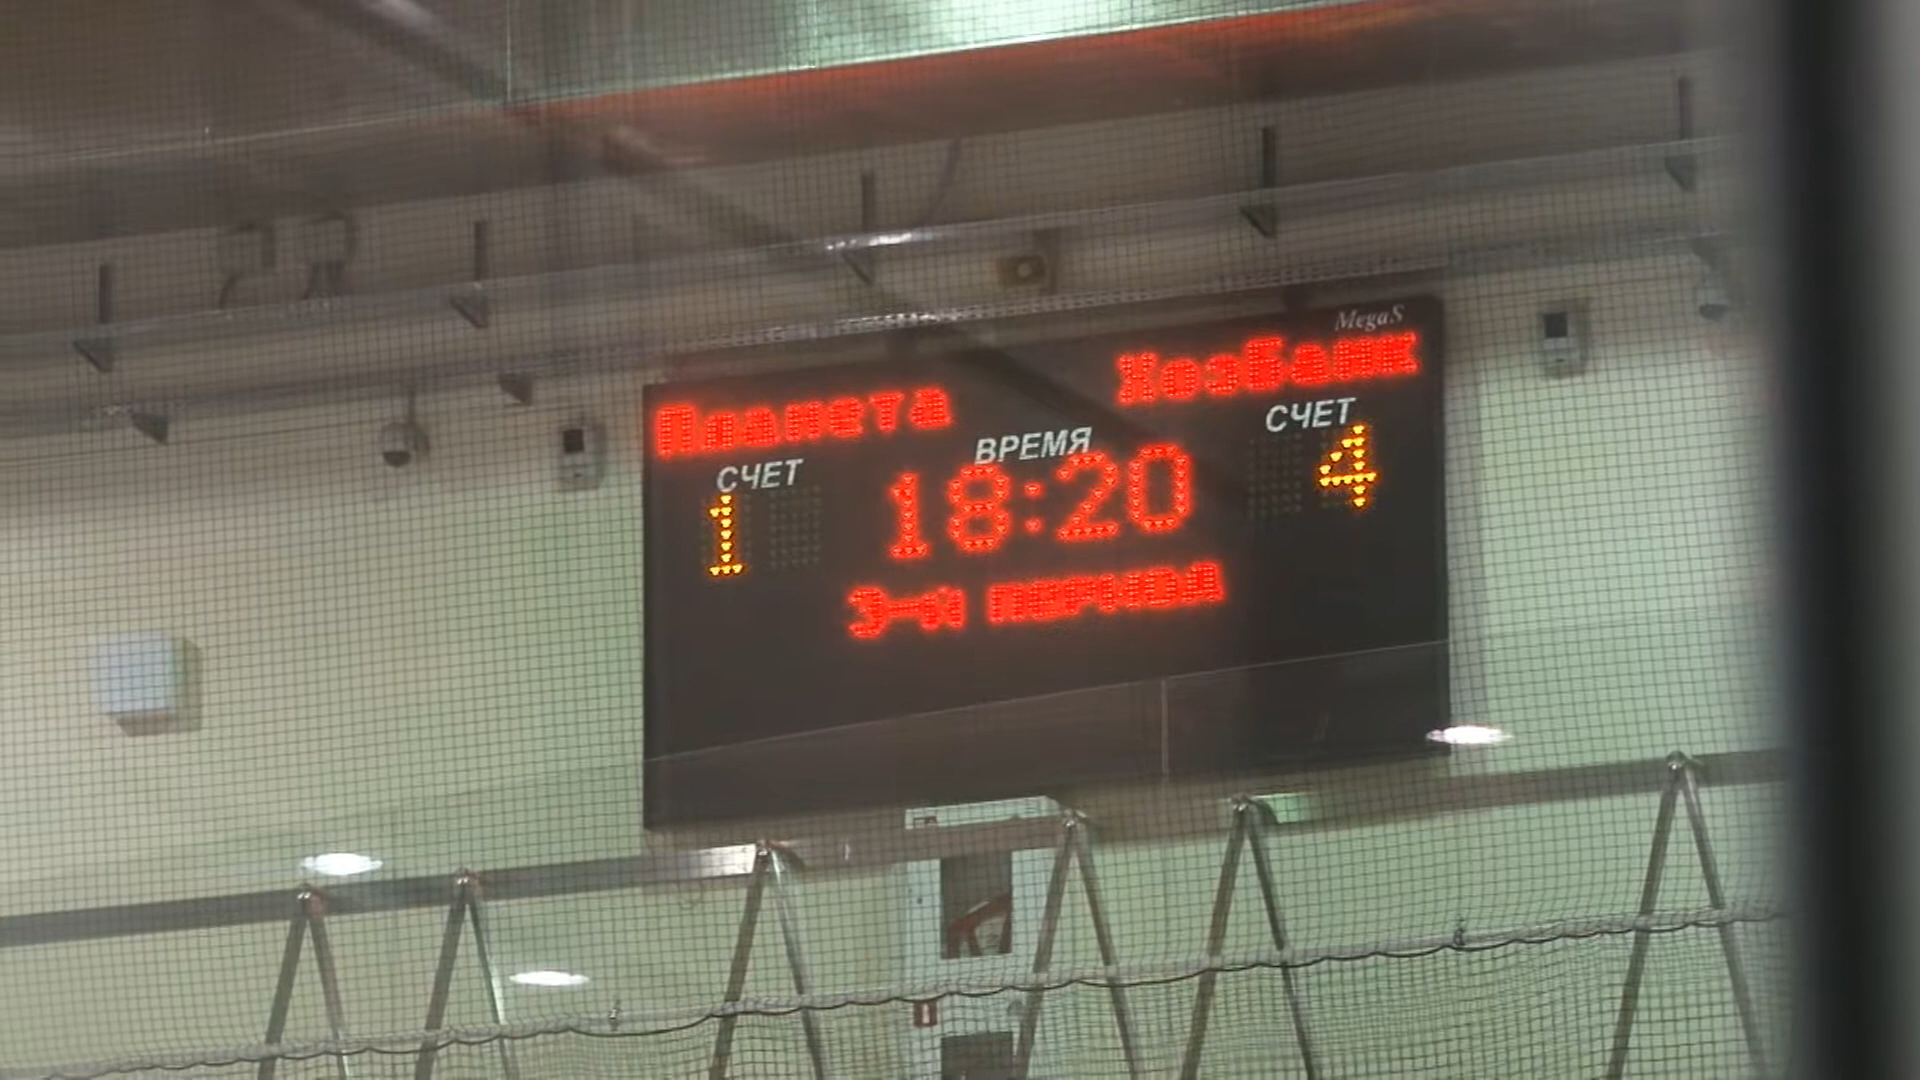 MegaS
Планета ХозБанк
СЧЕТ ВРЕМЯ СЧЕТ
1 18:20 4
3-й период